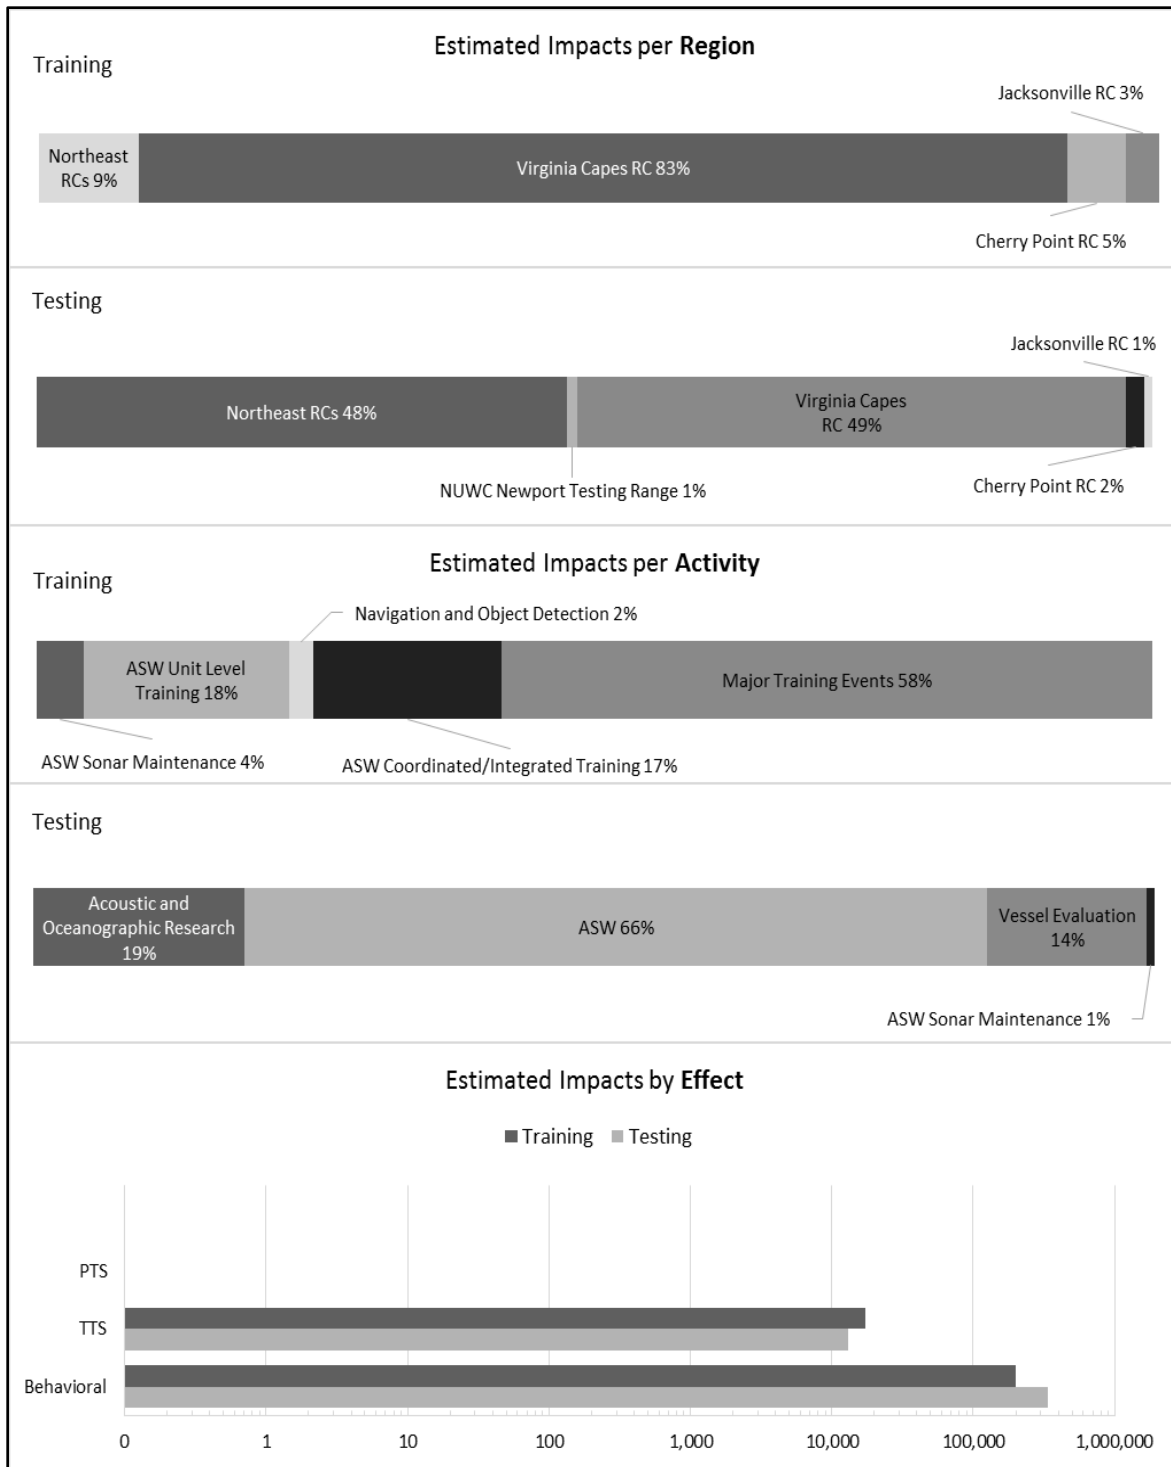 Estimated Impacts per Region
Training
Jacksonville RC 3%
Northeast
RCs 9%
Virginia Capes RC 83%
Cherry Point RC 5%
Testing
Jacksonville RC 1%
Northeast RCs 48%
Virginia Capes
RC 49%
NUWC Newport Testing Range 1%
Cherry Point RC 2%
Estimated Impacts per Activity
Training
Navigation and Object Detection 2%
ASW Unit Level
Training 18%
Major Training Events 58%
ASW Sonar Maintenance 4%
ASW Coordinated/Integrated Training 17%
Testing
Acoustic and
Oceanographic Research
19%
ASW 66%
Vessel Evaluation
14%
ASW Sonar Maintenance 1%
Estimated Impacts by Effect
Training Testing
PTS
TTS
Behavioral
0 1 10 100 1,000 10,000 100,000 1,000,000